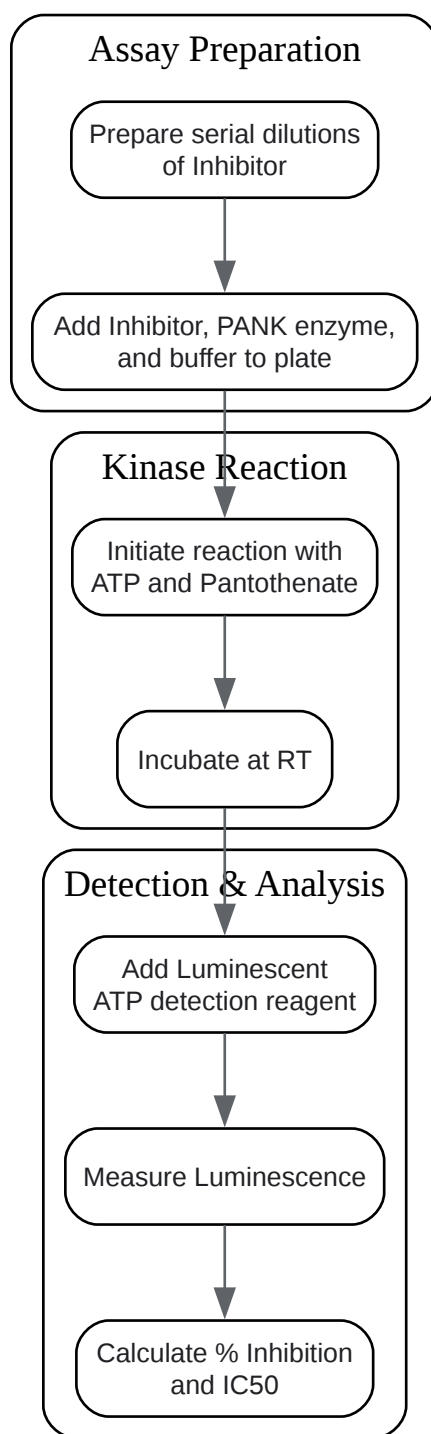 Assay Preparation
Prepare serial dilutions
of Inhibitor
Add Inhibitor, PANK enzyme,
and buffer to plate
Kinase Reaction
Initiate reaction with
ATP and Pantothenate
Incubate at RT
Detection & Analysis
Add Luminescent
ATP detection reagent
Measure Luminescence
Calculate % Inhibition
and IC50